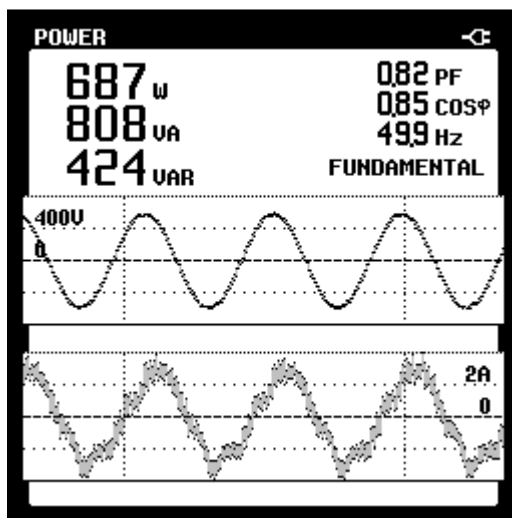 POWER
687 W
0.82 PF
808 VA
0.85 COSφ
49.9 Hz
424 VAR
FUNDAMENTAL
400V
0
2A
0